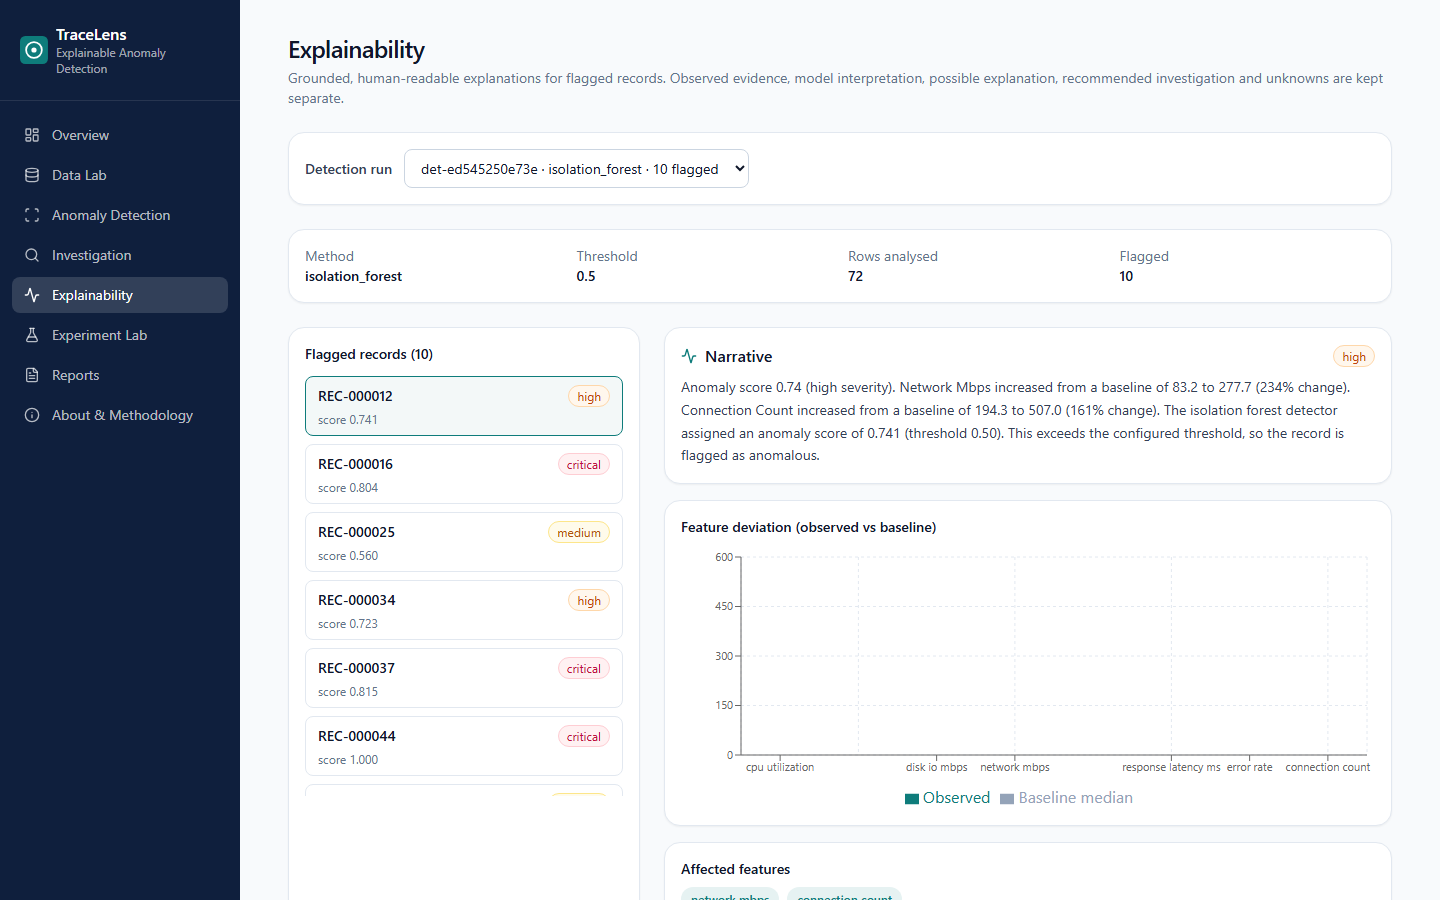 TraceLens
Explainable Anomaly
Detection
Overview
Data Lab
Anomaly Detection
Investigation
Explainability
Experiment Lab
Reports
About & Methodology
Explainability
Grounded, human-readable explanations for flagged records. Observed evidence, model interpretation, possible explanation, recommended investigation and unknowns are kept
separate.
Detection run
det-ed545250e73e · isolation_forest · 10 flagged
Method
isolation_forest
Threshold
0.5
Rows analysed
72
Flagged
10
Flagged records (10)
REC-000012
high
score 0.741
REC-000016
critical
score 0.804
REC-000025
medium
score 0.560
REC-000034
high
score 0.723
REC-000037
critical
score 0.815
REC-000044
critical
score 1.000
Narrative
high
Anomaly score 0.74 (high severity). Network Mbps increased from a baseline of 83.2 to 277.7 (234% change).
Connection Count increased from a baseline of 194.3 to 507.0 (161% change). The isolation forest detector
assigned an anomaly score of 0.741 (threshold 0.50). This exceeds the configured threshold, so the record is
flagged as anomalous.
Feature deviation (observed vs baseline)
600
450
300
150
0
cpu utilization
disk io mbps
network mbps
response latency ms
error rate
connection count
Observed
Baseline median
Affected features
network mbps
connection count